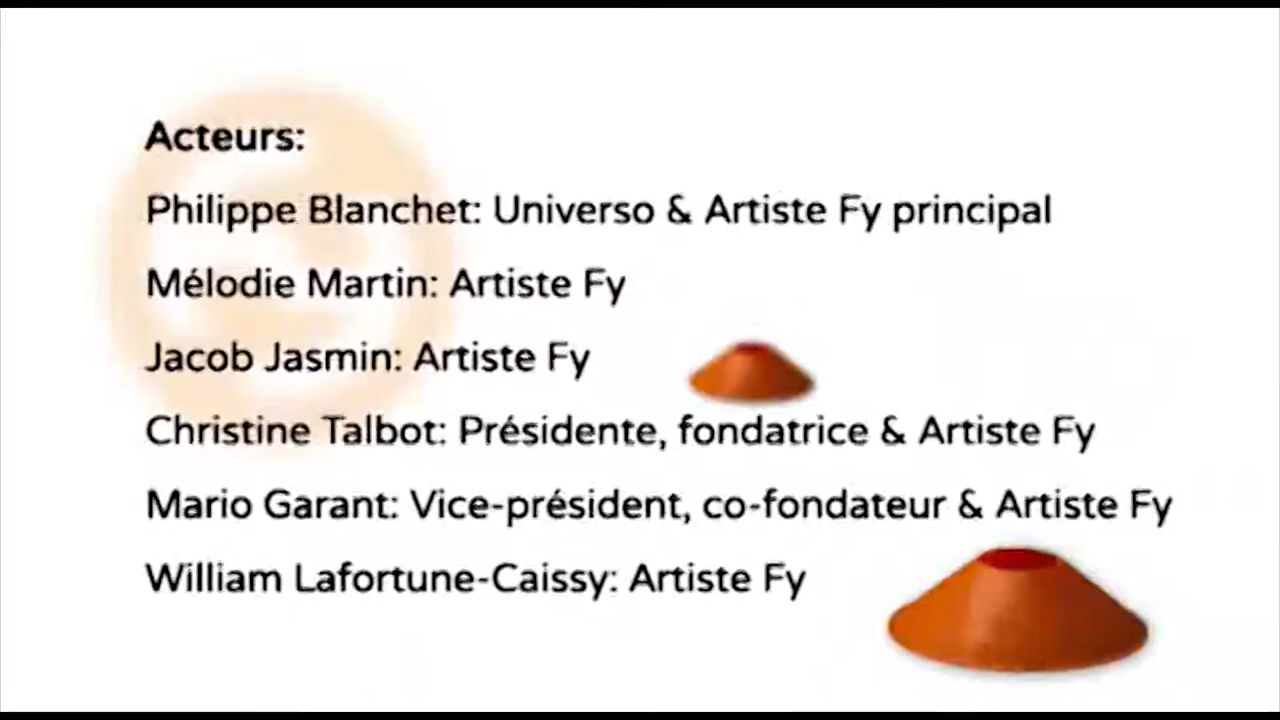 Acteurs:
Philippe Blanchet: Universo & Artiste Fy principal
Mélodie Martin: Artiste Fy
Jacob Jasmin: Artiste Fy
Christine Talbot: Présidente, fondatrice & Artiste Fy
Mario Garant: Vice-président, co-fondateur & Artiste Fy
William Lafortune-Caissy: Artiste Fy